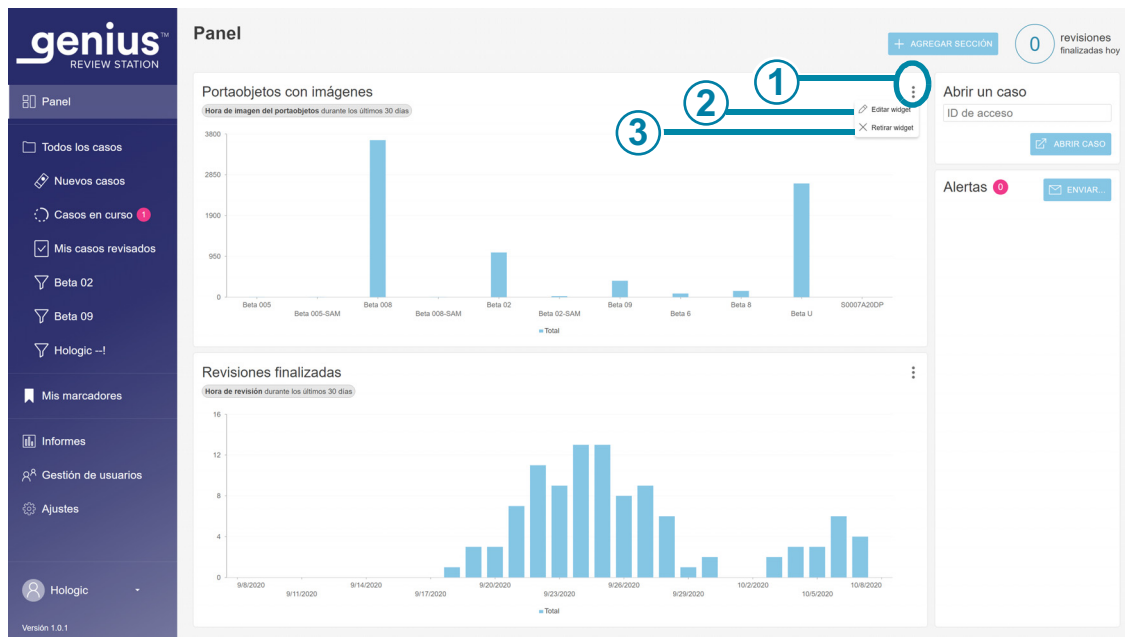 genius™
REVIEW STATION
Panel
Todos los casos
Nuevos casos
Casos en curso 1
Mis casos revisados
Beta 02
Beta 09
Hologic --!
Mis marcadores
Informes
Gestión de usuarios
Ajustes
Hologic
Versión 1.0.1
Panel
AGREGAR SECCIÓN
0
revisiones
finalizadas hoy
Portaobjetos con imágenes
Hora de imagen del portaobjetos durante los últimos 30 días
1
2
3
Editar widget
Retirar widget
3800
2850
1900
950
0
Beta 005
Beta 005-SAM
Beta 008
Beta 008-SAM
Beta 02
Beta 02-SAM
Beta 09
Beta 6
Beta 8
Beta U
S0007A20DP
Total
Revisiones finalizadas
Hora de revisión durante los últimos 30 días
16
12
8
4
0
9/8/2020
9/11/2020
9/14/2020
9/17/2020
9/20/2020
9/23/2020
9/26/2020
9/29/2020
10/2/2020
10/5/2020
10/8/2020
Total
Abrir un caso
ID de acceso
ABRIR CASO
Alertas 0
ENVIAR...